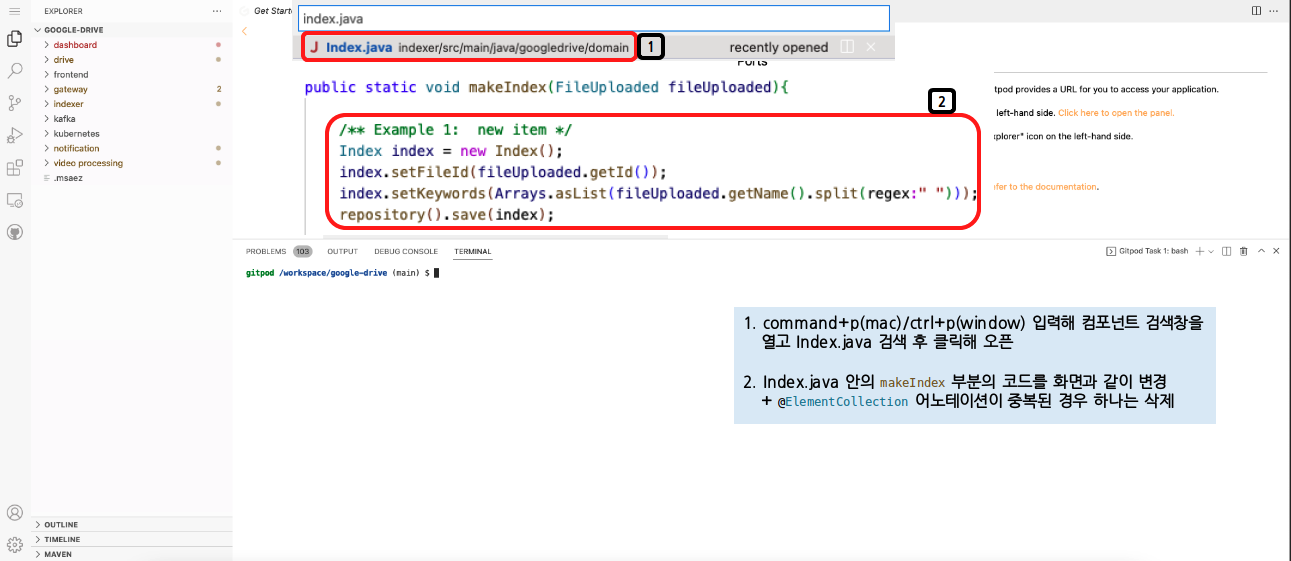 EXPLORER
···
GOOGLE-DRIVE
dashboard
drive
frontend
gateway
2
indexer
kafka
kubernetes
notification
video processing
.msaez
OUTLINE
TIMELINE
MAVEN
Get Start
index.java
J Index.java indexer/src/main/java/googledrive/domain
1
recently opened
Ports
public static void makeIndex(FileUploaded fileUploaded){
2
/** Example 1:  new item */
Index index = new Index();
index.setFileId(fileUploaded.getId());
index.setKeywords(Arrays.asList(fileUploaded.getName().split(regex:" ")));
repository().save(index);
tpod provides a URL for you to access your application.
left-hand side. Click here to open the panel.
xplorer" icon on the left-hand side.
fer to the documentation.
PROBLEMS 103 OUTPUT DEBUG CONSOLE TERMINAL
Gitpod Task 1: bash
gitpod /workspace/google-drive (main) $
1. command+p(mac)/ctrl+p(window) 입력해 컴포넌트 검색창을
열고 Index.java 검색 후 클릭해 오픈
2. Index.java 안의 makeIndex 부분의 코드를 화면과 같이 변경
+ @ElementCollection 어노테이션이 중복된 경우 하나는 삭제